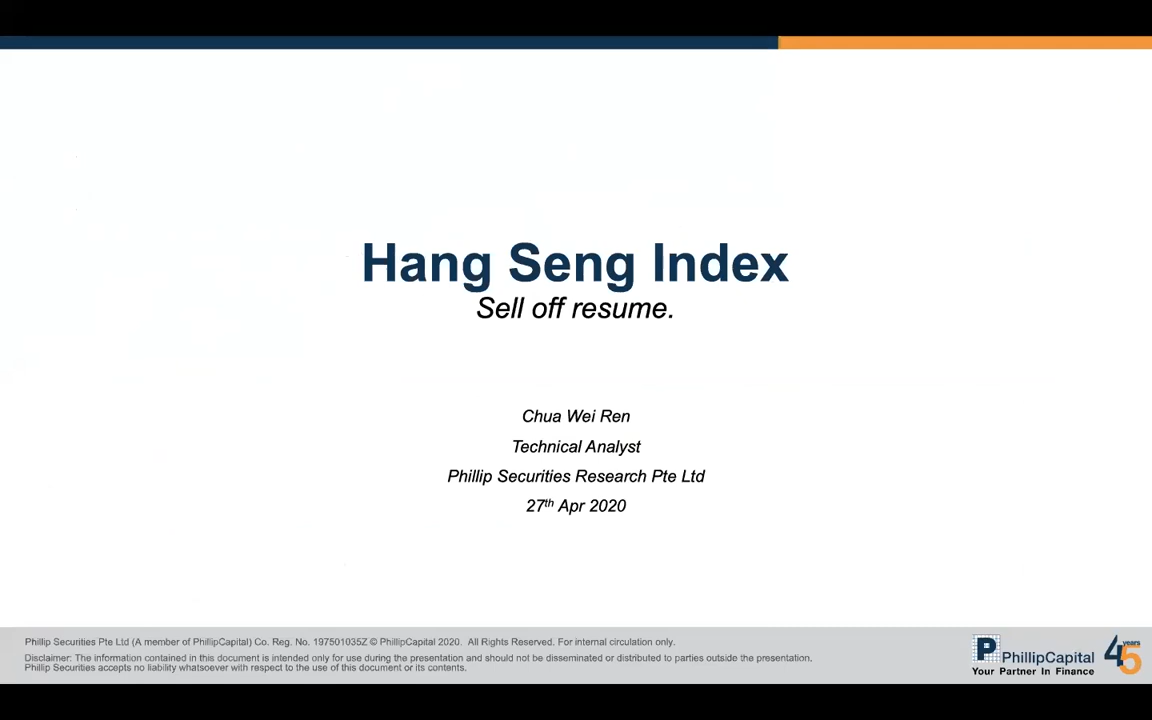 Hang Seng Index
Sell off resume.
Chua Wei Ren
Technical Analyst
Phillip Securities Research Pte Ltd
27th Apr 2020
Phillip Securities Pte Ltd (A member of PhillipCapital) Co. Reg. No. 197501035Z © PhillipCapital 2020. All Rights Reserved. For internal circulation only.
Disclaimer: The information contained in this document is intended only for use during the presentation and should not be disseminated or distributed to parties outside the presentation.
Phillip Securities accepts no liability whatsoever with respect to the use of this document or its contents.
P PhillipCapital
Your Partner In Finance
45 years